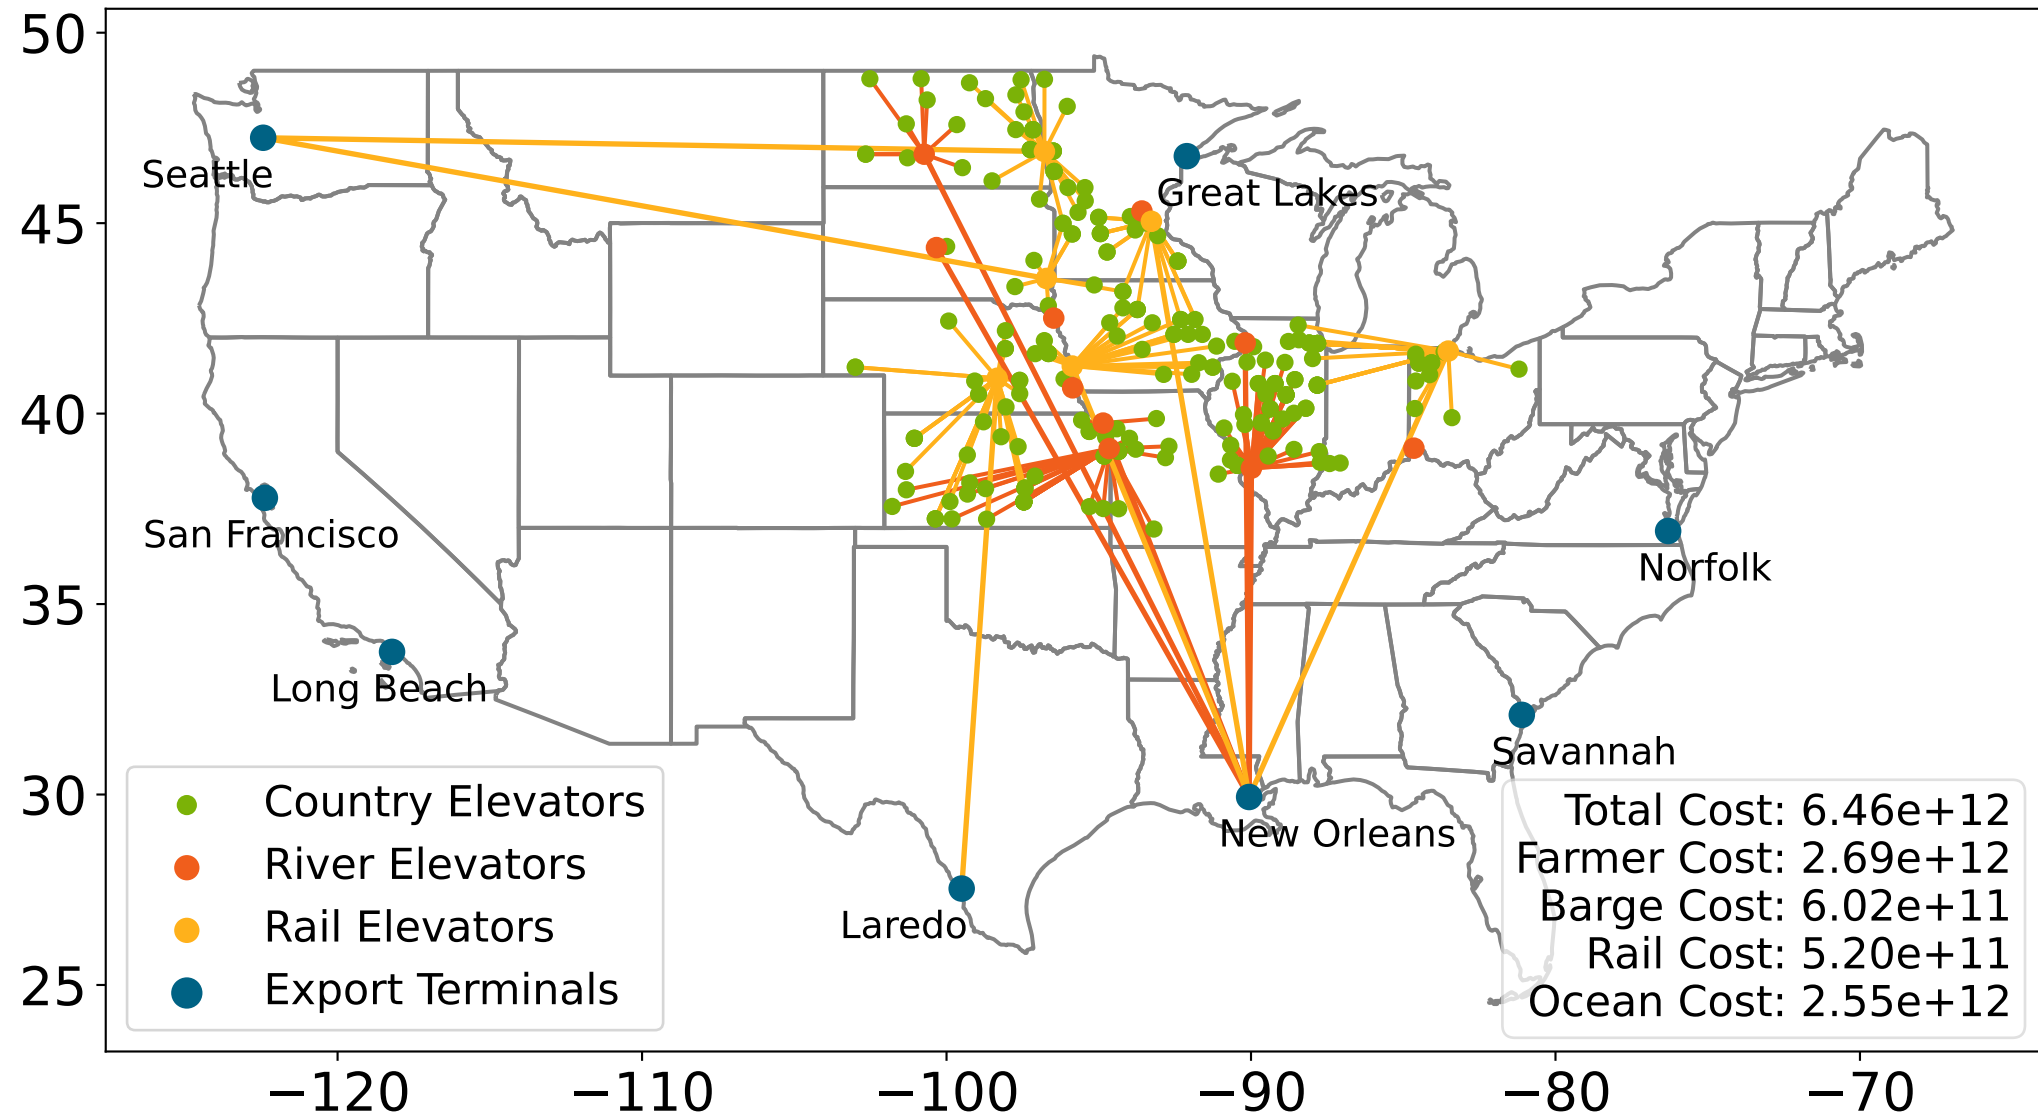 50
45
40
35
30
25
−120
−110
−100
−90
−80
−70
Seattle
Great Lakes
San Francisco
Norfolk
Long Beach
Savannah
New Orleans
Laredo
Country Elevators
River Elevators
Rail Elevators
Export Terminals
Total Cost: 6.46e+12
Farmer Cost: 2.69e+12
Barge Cost: 6.02e+11
Rail Cost: 5.20e+11
Ocean Cost: 2.55e+12